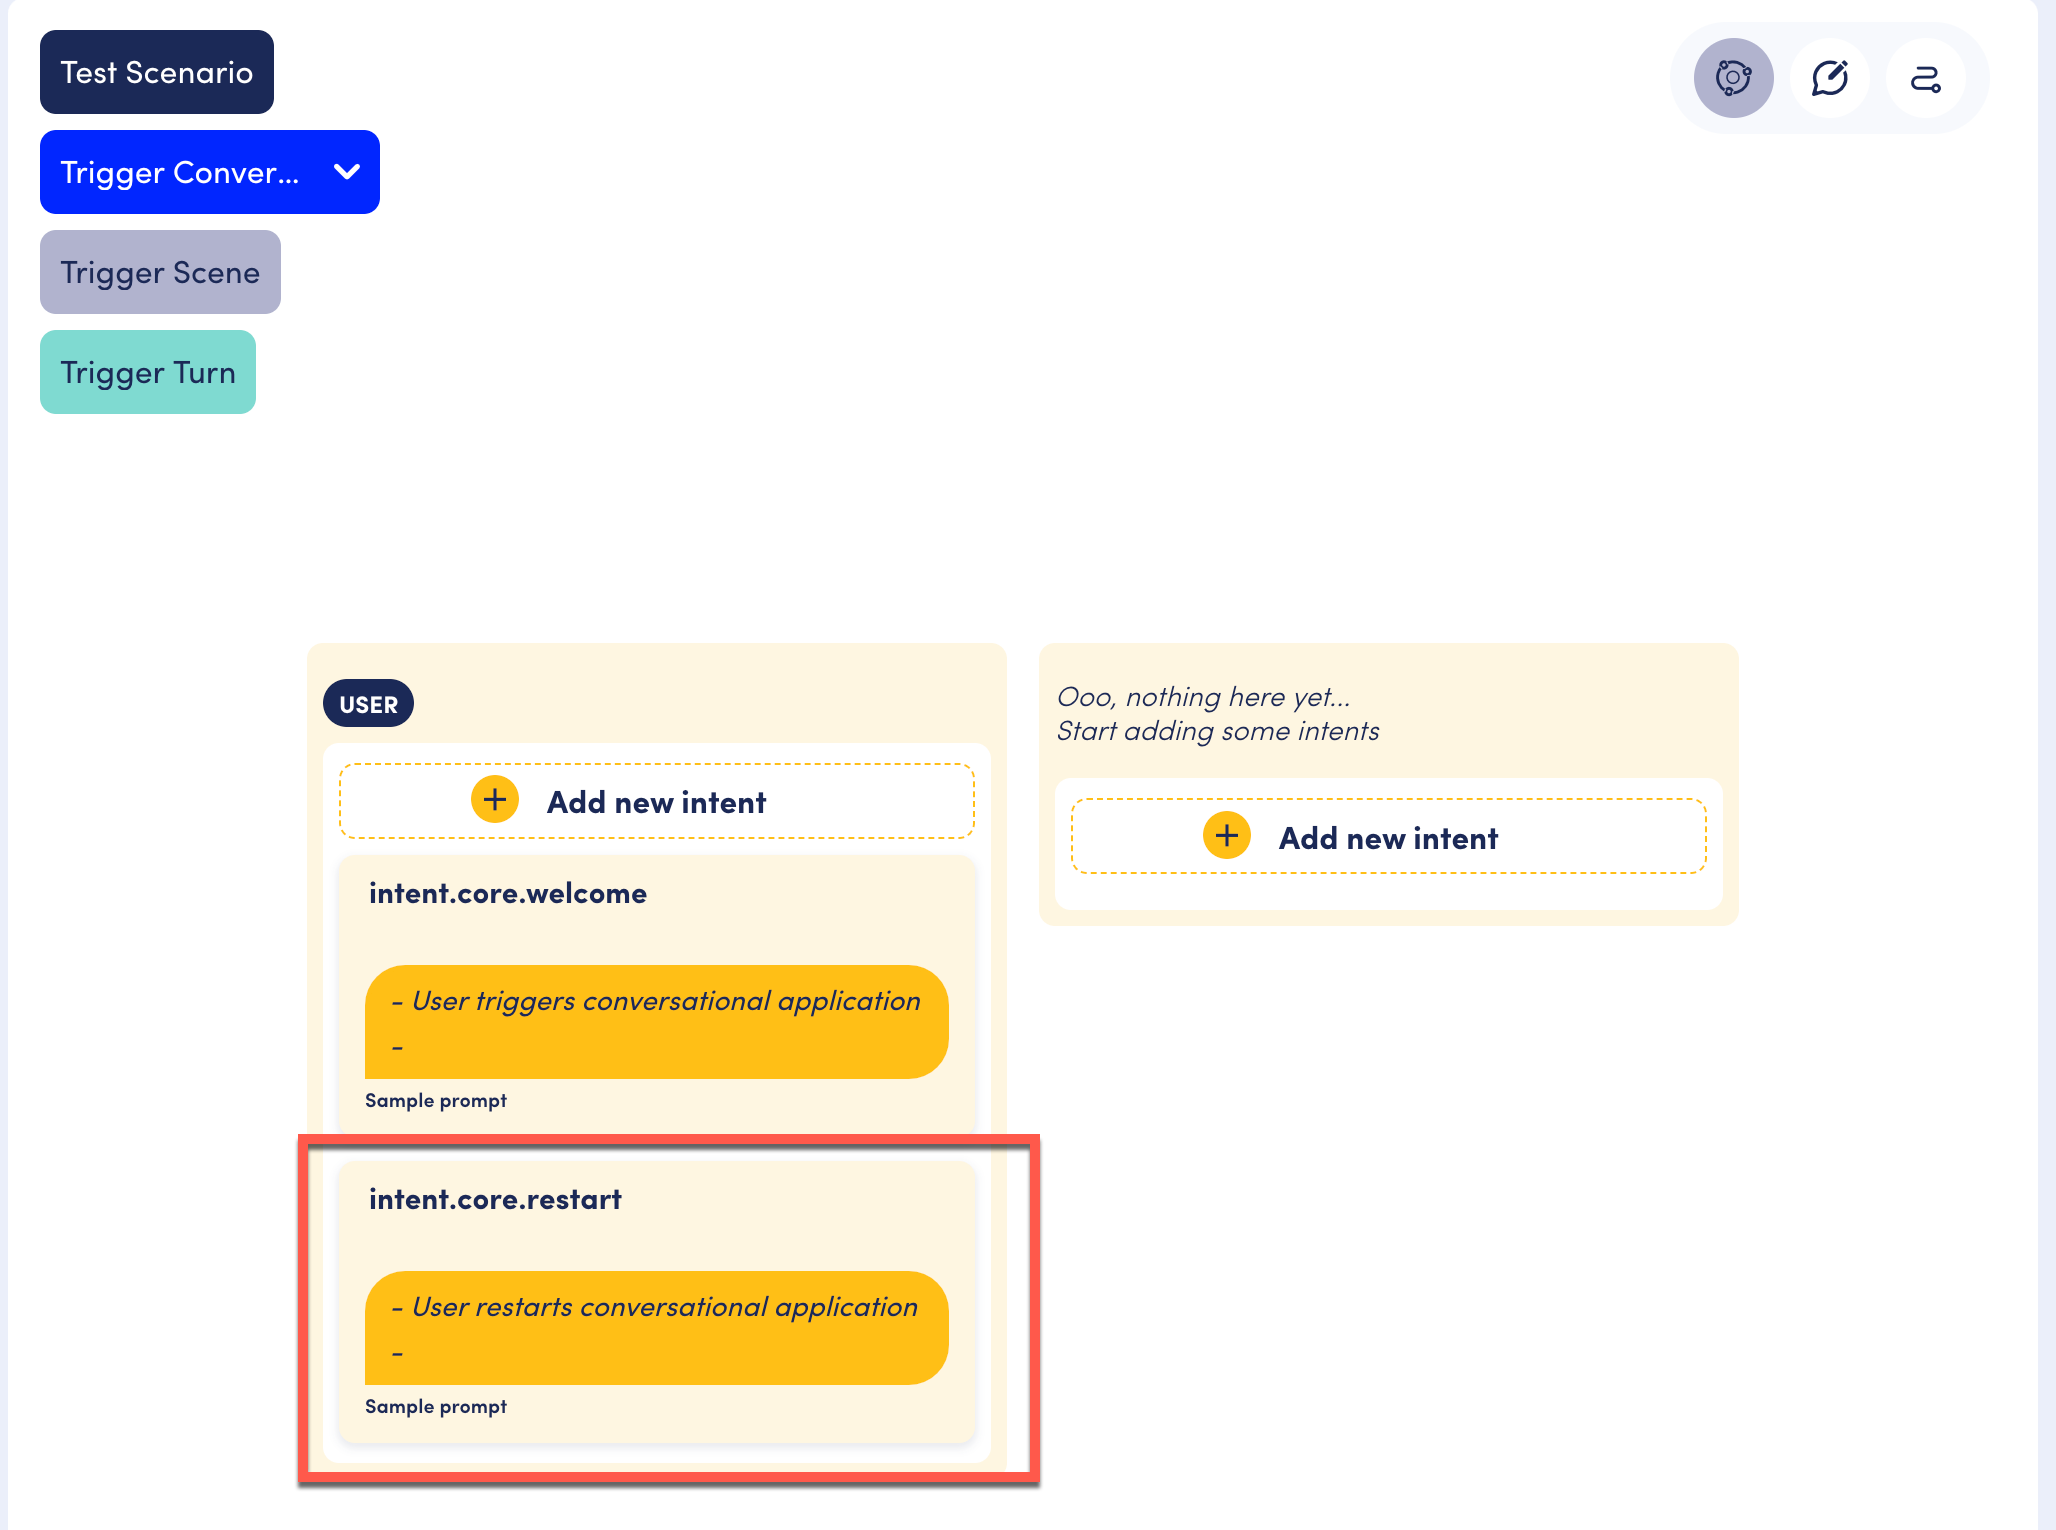 Test Scenario
Trigger Conver...
Trigger Scene
Trigger Turn
USER
Add new intent
intent.core.welcome
- User triggers conversational application
-
Sample prompt
intent.core.restart
- User restarts conversational application
-
Sample prompt
Ooo, nothing here yet...
Start adding some intents
Add new intent